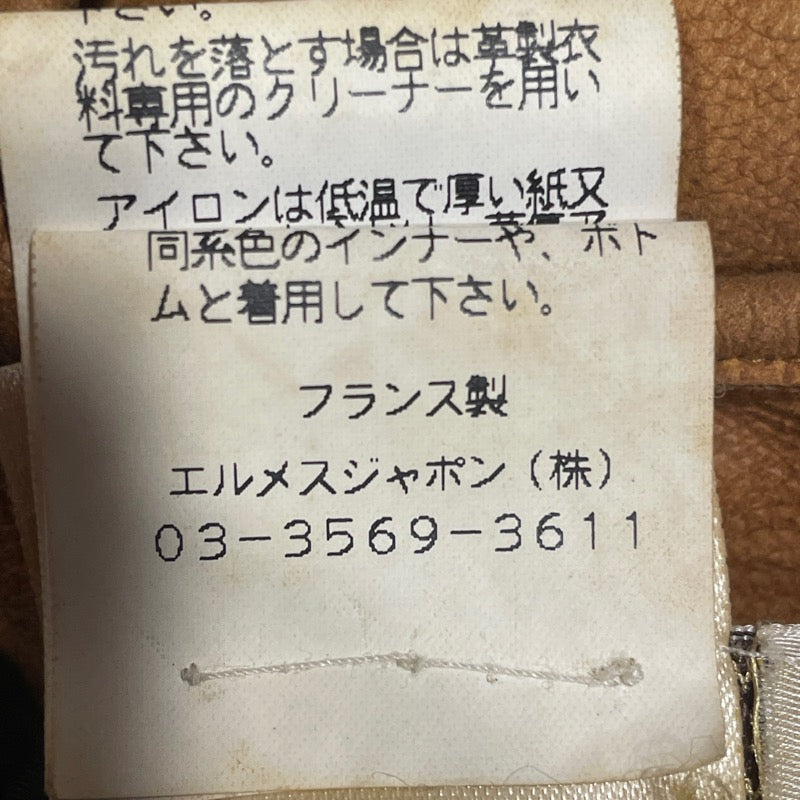 下さい。
汚れを落とす場合は革製衣
料専用のクリーナーを用い
て下さい。
アイロンは低温で厚い紙又
同系色のインナーや、ボト
ムと着用して下さい。
フランス製
エルメスジャポン(株)
03-3569-3611